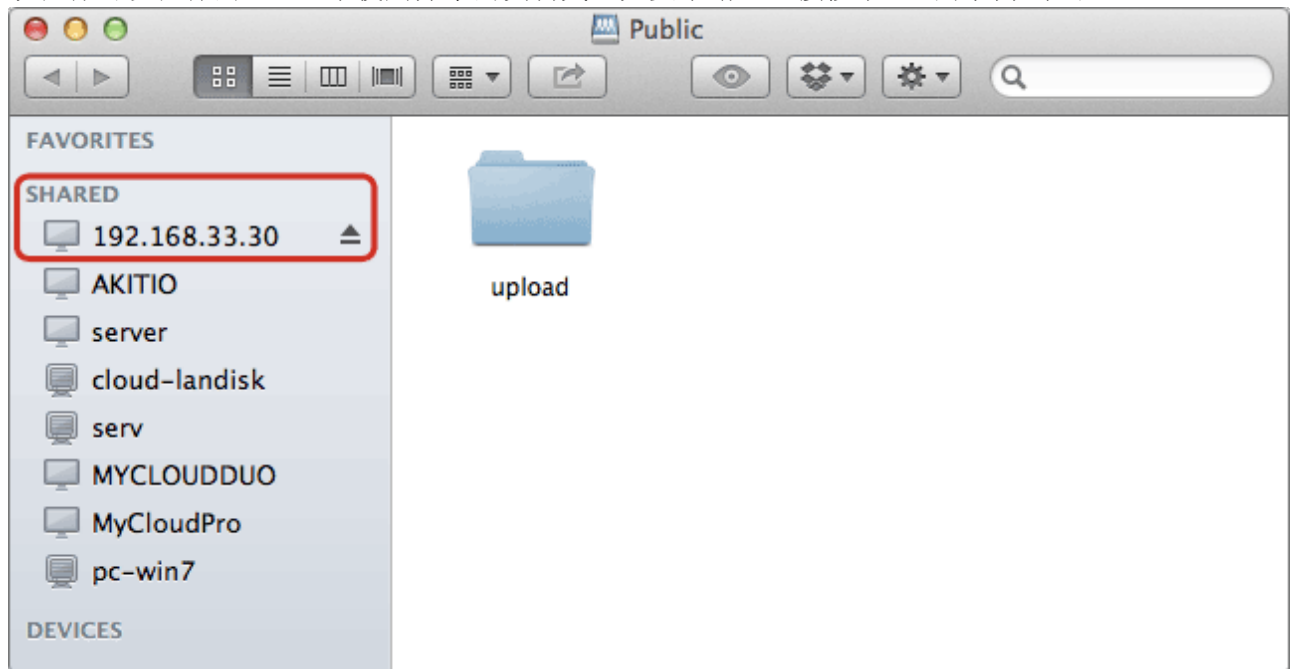 Public
FAVORITES
SHARED
192.168.33.30
AKITIO
server
cloud-landisk
serv
MYCLOUDDUO
MyCloudPro
pc-win7
DEVICES
upload